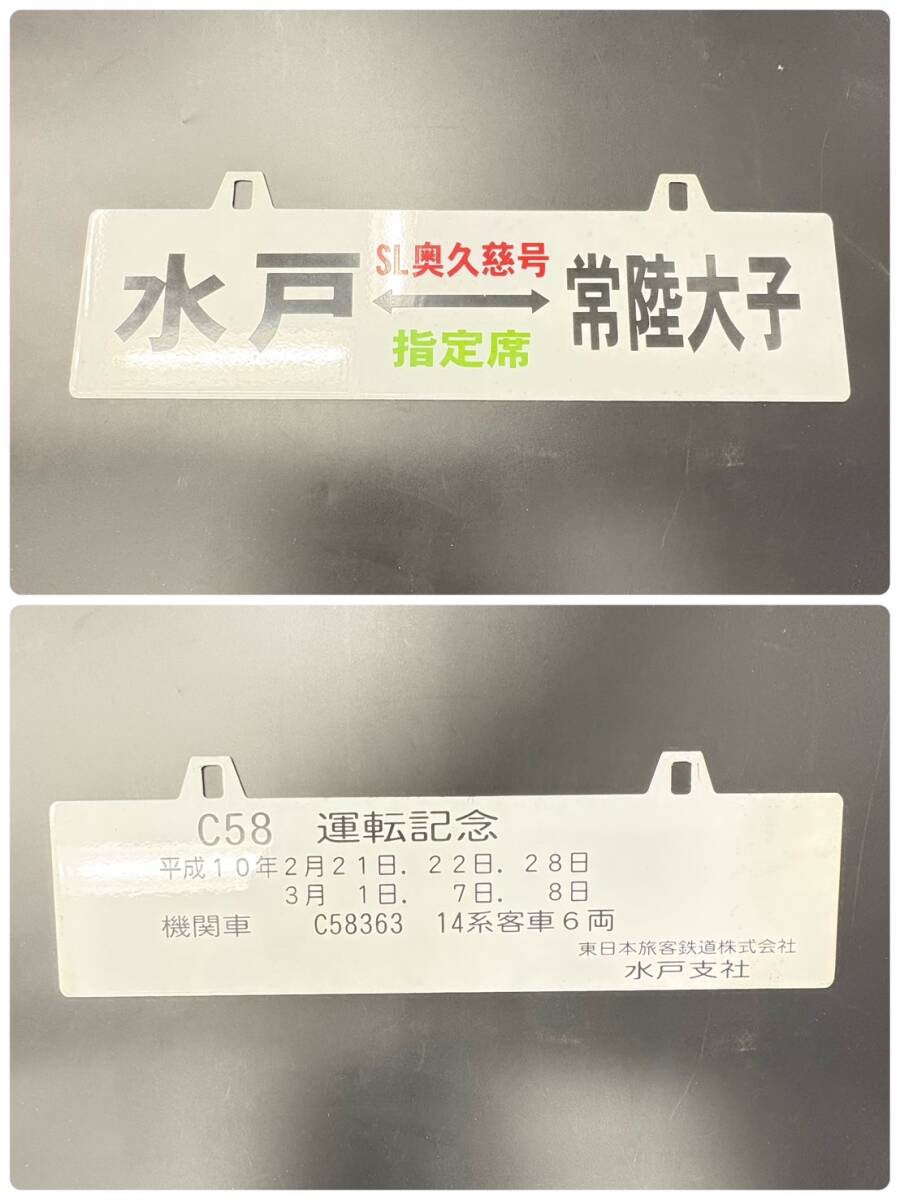 SL奥久慈号
水戸 ⟷ 常陸大子
指定席
C58 運転記念
平成10年2月21日．22日．28日
3月 1日． 7日． 8日
機関車 C58363 14系客車6両
東日本旅客鉄道株式会社
水戸支社